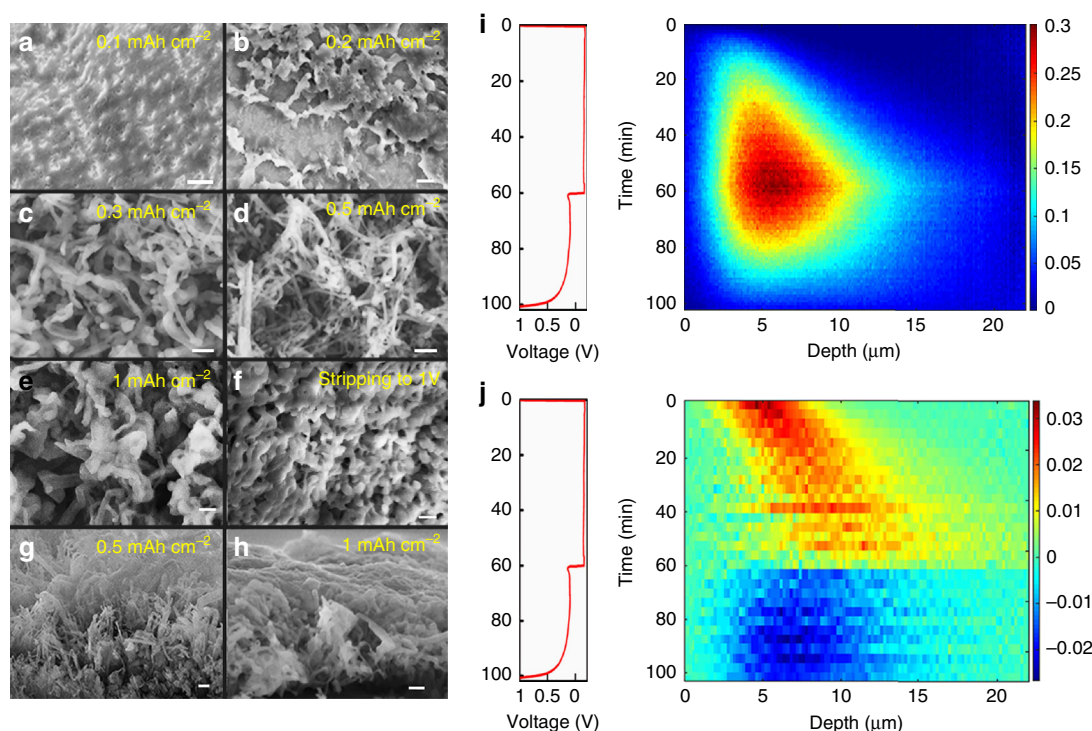 a 0.1 mAh cm⁻²
b 0.2 mAh cm⁻²
c 0.3 mAh cm⁻²
d 0.5 mAh cm⁻²
e 1 mAh cm⁻²
f Stripping to 1V
g 0.5 mAh cm⁻²
h 1 mAh cm⁻²
i
0
20
40
60
80
100
1 0.5 0
Voltage (V)
Time (min)
0
20
40
60
80
100
0 5 10 15 20
Depth (μm)
0.3
0.25
0.2
0.15
0.1
0.05
0
j
0
20
40
60
80
100
1 0.5 0
Voltage (V)
Time (min)
0
20
40
60
80
100
0 5 10 15 20
Depth (μm)
0.03
0.02
0.01
0
−0.01
−0.02